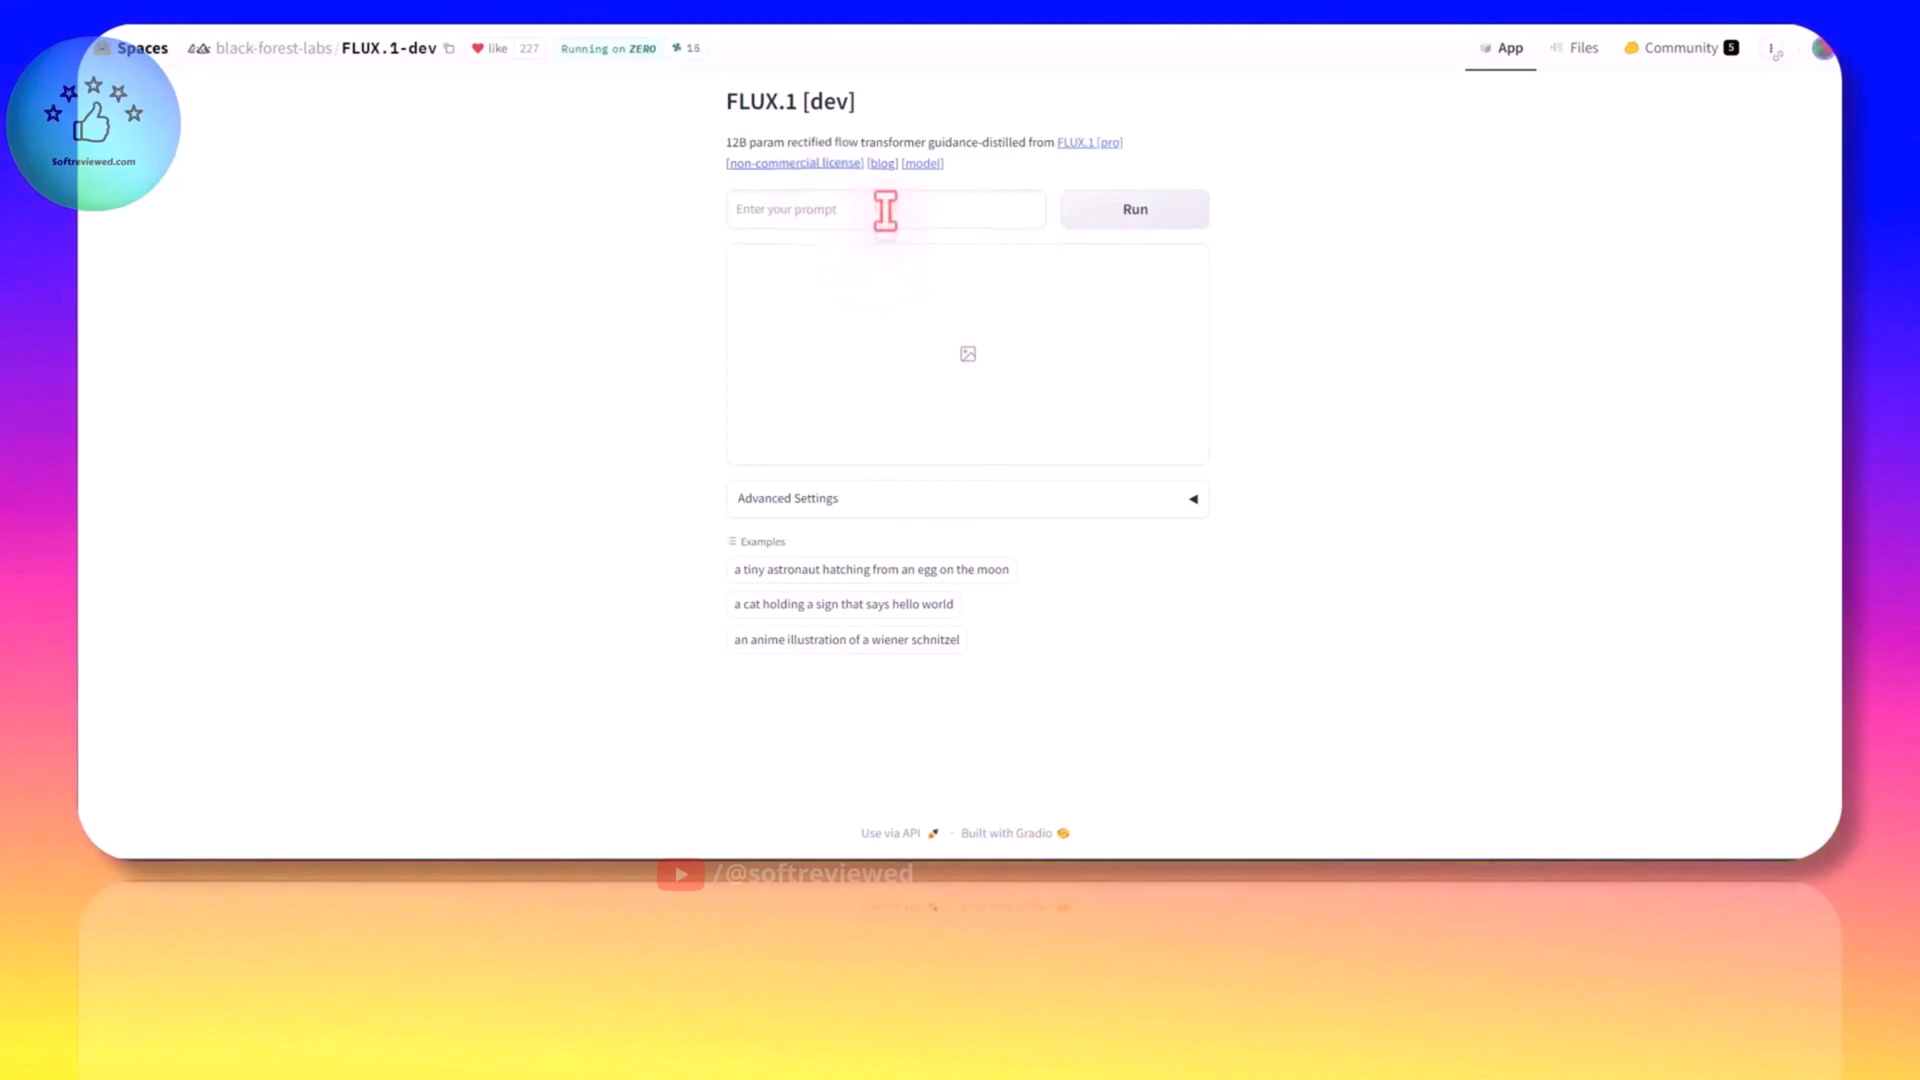 Spaces black-forest-labs/FLUX.1-dev like 227 Running on ZERO 16 App Files Community 5
Softreviewed.com
FLUX.1 [dev]
12B param rectified flow transformer guidance-distilled from FLUX.1 [pro]
[non-commercial license] [blog] [model]
Enter your prompt
Run
Advanced Settings
Examples
a tiny astronaut hatching from an egg on the moon
a cat holding a sign that says hello world
an anime illustration of a wiener schnitzel
Use via API · Built with Gradio
/@softreviewed